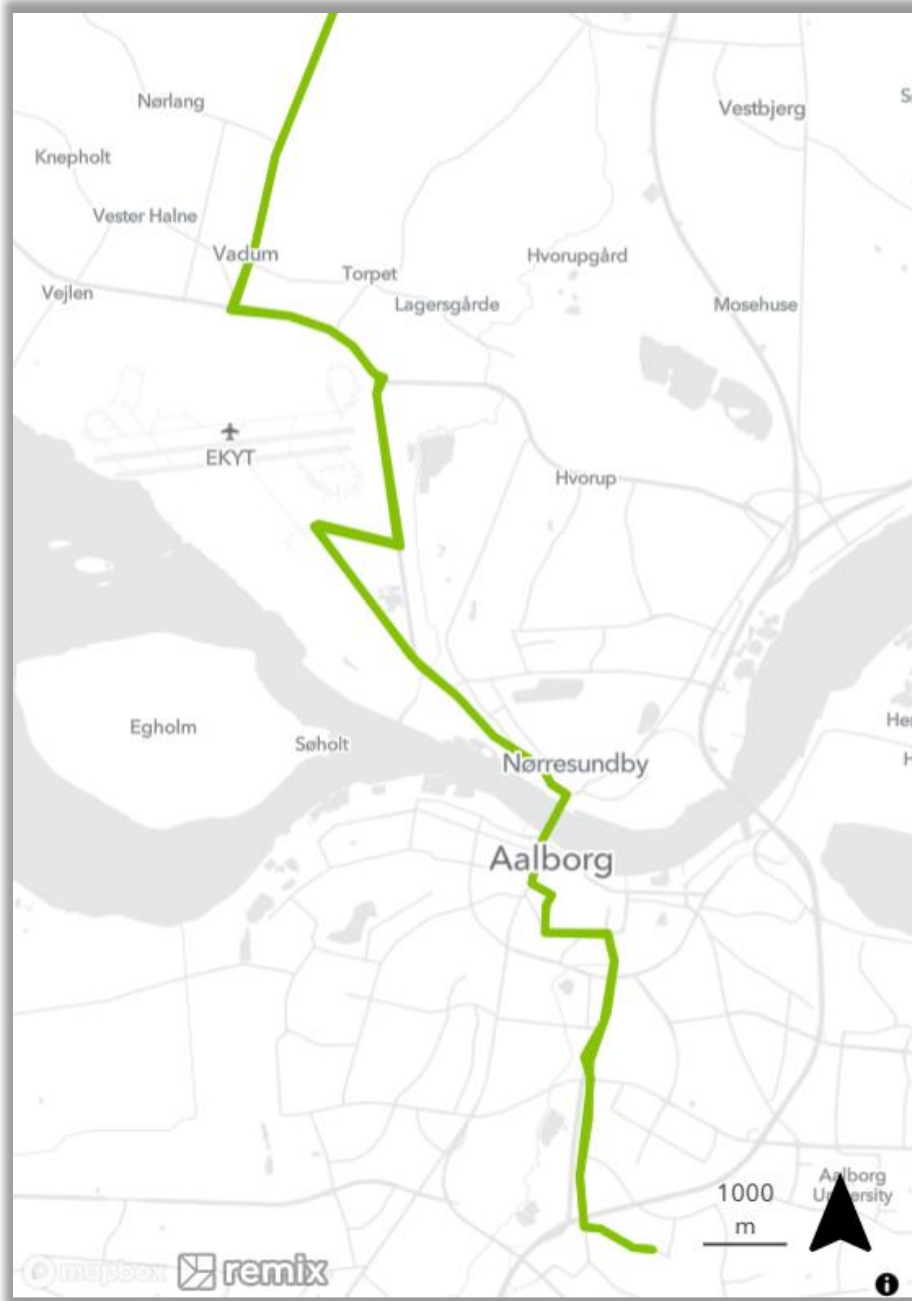 Nørlang
Vestbjerg
Knepholt
Vester Halne
Vadum
Hvorupgård
Torpet
Vejlen
Lagersgårde
Mosehuse
EKYT
Hvorup
Egholm
Søholt
Nørresundby
Aalborg
Aalborg
University
1000
m
mapbox
remix